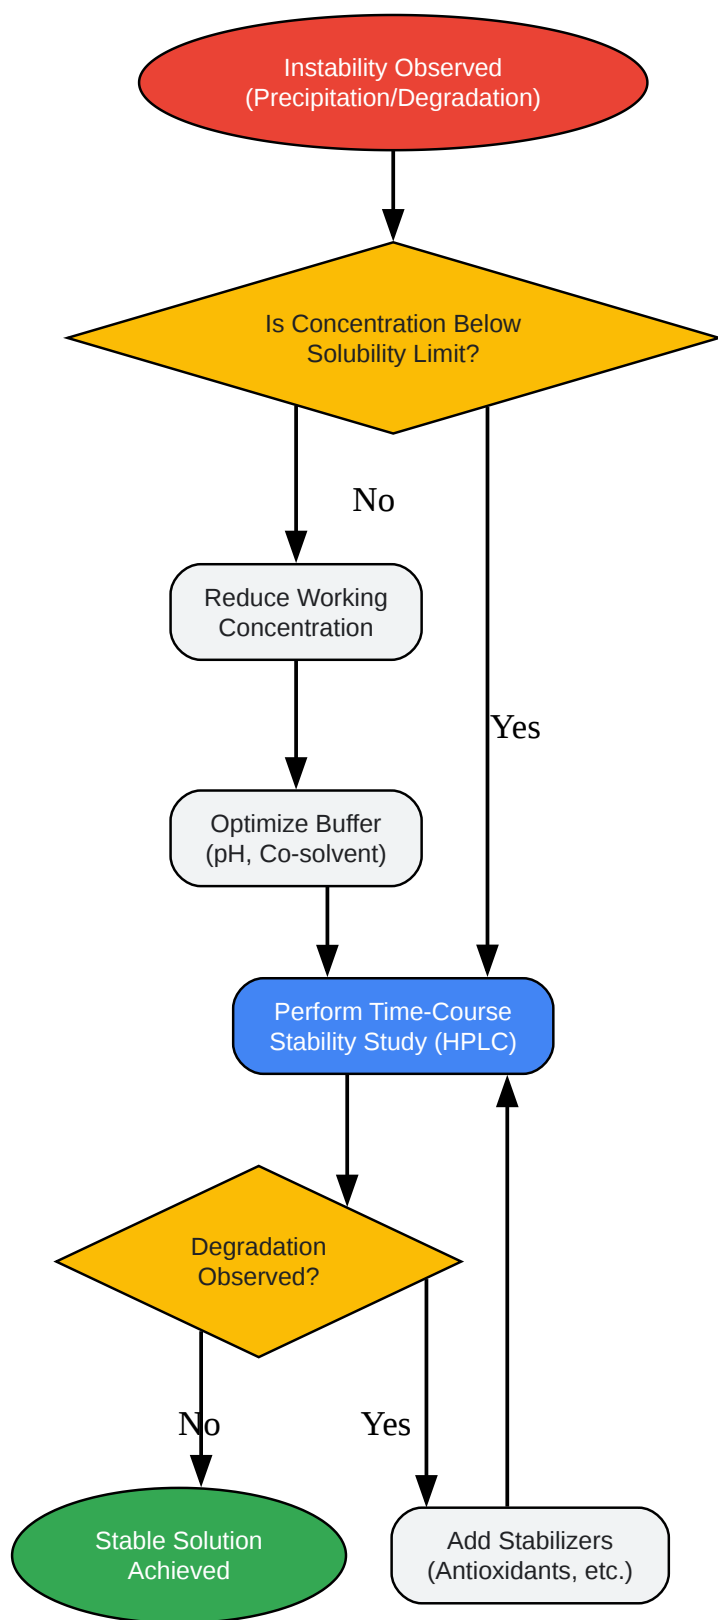 Instability Observed
(Precipitation/Degradation)
Is Concentration Below
Solubility Limit?
No
Reduce Working
Concentration
Yes
Optimize Buffer
(pH, Co-solvent)
Perform Time-Course
Stability Study (HPLC)
Degradation
Observed?
No
Yes
Stable Solution
Achieved
Add Stabilizers
(Antioxidants, etc.)